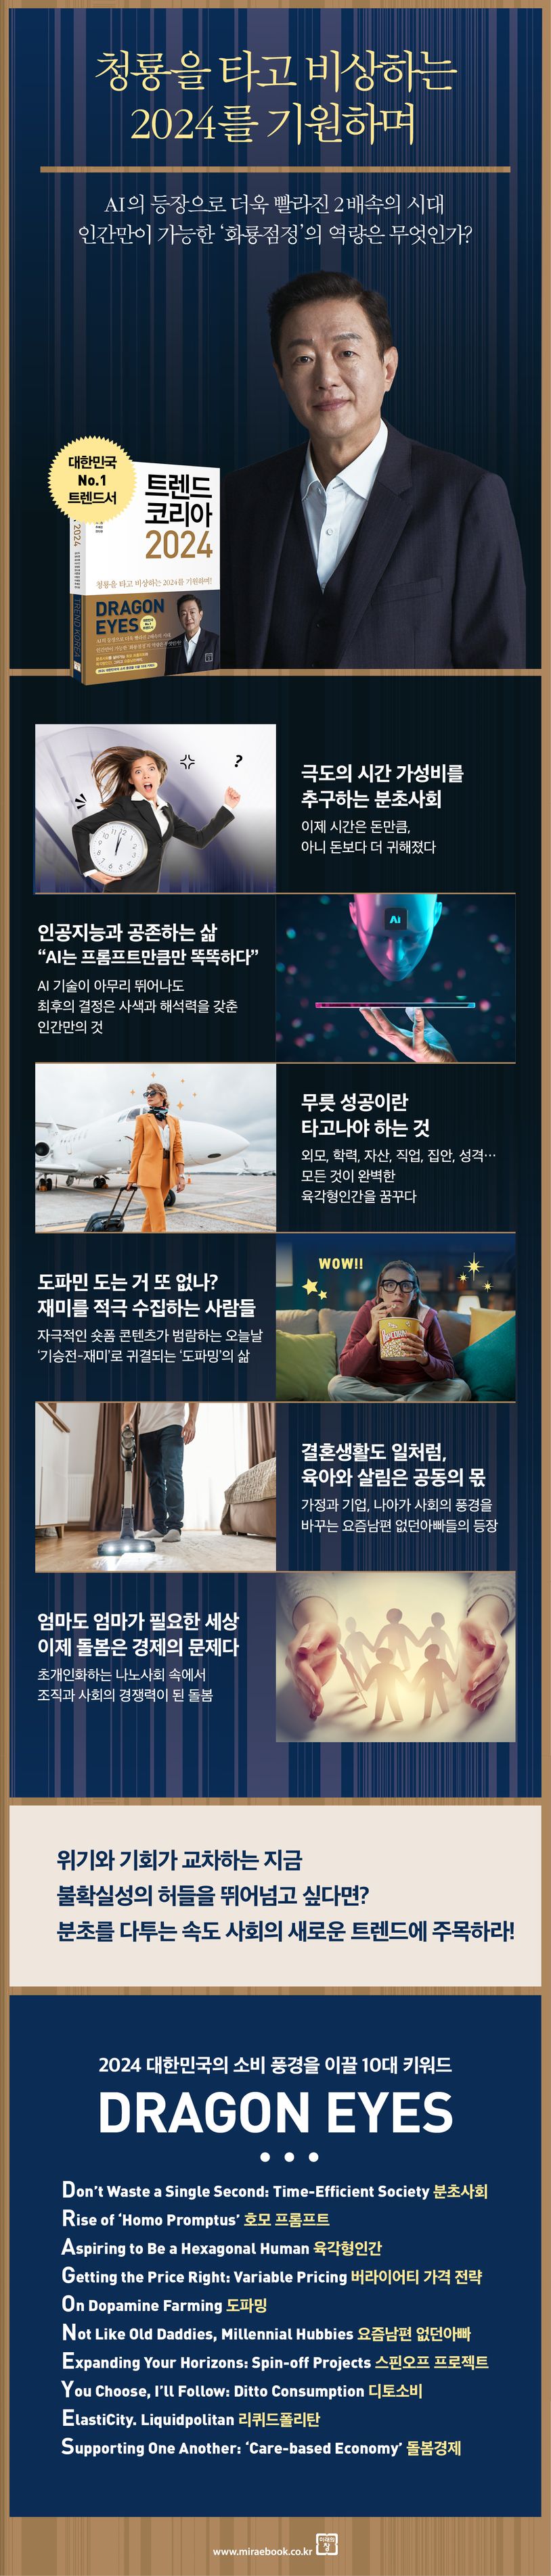 청룡을 타고 비상하는
2024를 기원하며
AI의 등장으로 더욱 빨라진 2배속의 시대
인간만이 가능한 ‘화룡점정’의 역량은 무엇인가?
대한민국
No.1
트렌드서
트렌드
코리아
2024
청룡을 타고 비상하는 2024를 기원하며!
DRAGON
EYES
2024
TREND KOREA
?
극도의 시간 가성비를
추구하는 분초사회
이제 시간은 돈만큼,
아니 돈보다 더 귀해졌다
인공지능과 공존하는 삶
“AI는 프롬프트만큼만 똑똑하다”
AI 기술이 아무리 뛰어나도
최후의 결정은 사색과 해석력을 갖춘
인간만의 것
Ai
무릇 성공이란
타고나야 하는 것
외모, 학력, 자산, 직업, 집안, 성격…
모든 것이 완벽한
육각형인간을 꿈꾸다
도파민 도는 거 또 없나?
재미를 적극 수집하는 사람들
자극적인 숏폼 콘텐츠가 범람하는 오늘날
‘기승전-재미’로 귀결되는 ‘도파밍’의 삶
WOW!!
POPCORN
결혼생활도 일처럼,
육아와 살림은 공동의 몫
가정과 기업, 나아가 사회의 풍경을
바꾸는 요즘남편 없던아빠들의 등장
엄마도 엄마가 필요한 세상
이제 돌봄은 경제의 문제다
초개인화하는 나노사회 속에서
조직과 사회의 경쟁력이 된 돌봄
위기와 기회가 교차하는 지금
불확실성의 허들을 뛰어넘고 싶다면?
분초를 다투는 속도 사회의 새로운 트렌드에 주목하라!
2024 대한민국의 소비 풍경을 이끌 10대 키워드
DRAGON EYES
Don’t Waste a Single Second: Time-Efficient Society 분초사회
Rise of ‘Homo Promptus’ 호모 프롬프트
Aspiring to Be a Hexagonal Human 육각형인간
Getting the Price Right: Variable Pricing 버라이어티 가격 전략
On Dopamine Farming 도파밍
Not Like Old Daddies, Millennial Hubbies 요즘남편 없던아빠
Expanding Your Horizons: Spin-off Projects 스핀오프 프로젝트
You Choose, I’ll Follow: Ditto Consumption 디토소비
ElastiCity. Liquidpolitan 리퀴드폴리탄
Supporting One Another: ‘Care-based Economy’ 돌봄경제
www.miraebook.co.kr
미래의
창